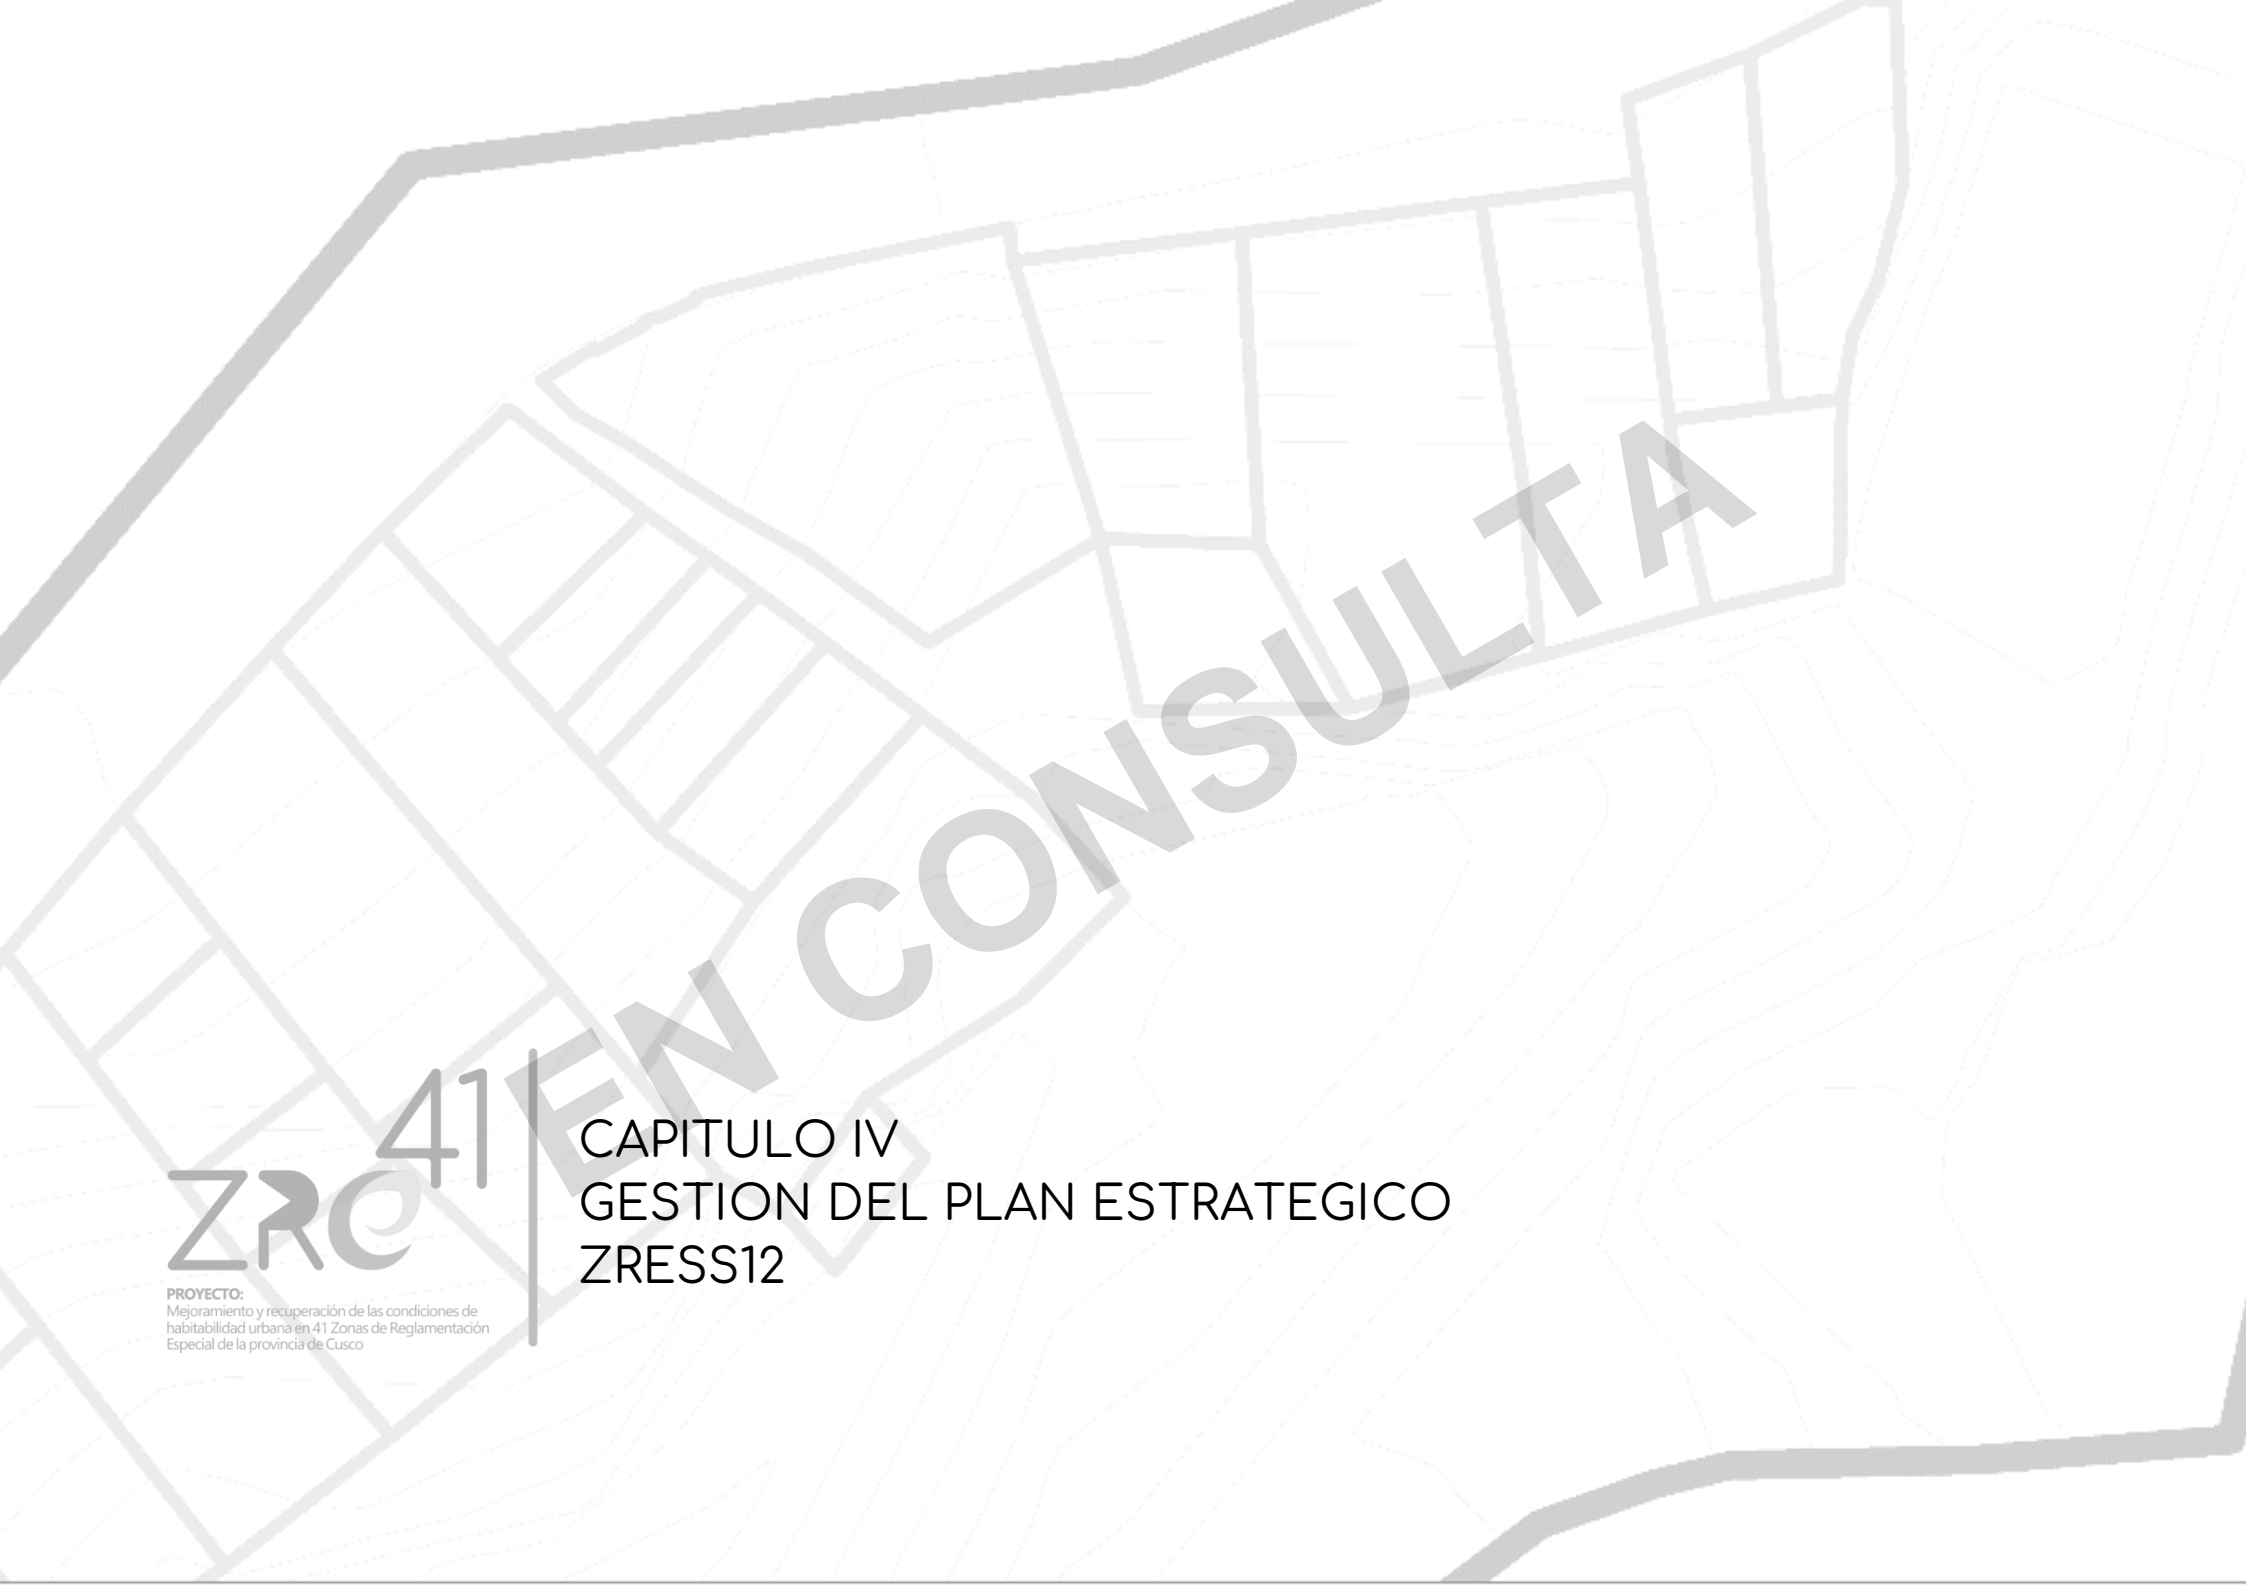 EN CONSULTA
41
ZRE
PROYECTO:
Mejoramiento y recuperación de las condiciones de
habitabilidad urbana en 41 Zonas de Reglamentación
Especial de la provincia de Cusco
CAPITULO IV
GESTION DEL PLAN ESTRATEGICO
ZRESS12